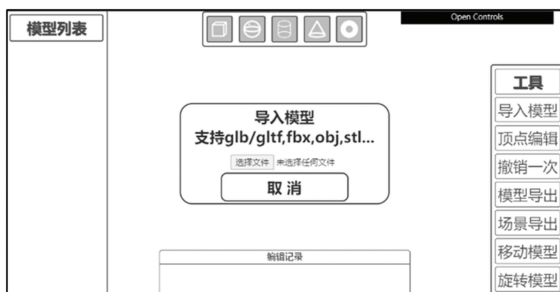 模型列表
Open Controls
导入模型
支持glb/gltf,fbx,obj,stl...
选择文件 未选择任何文件
取 消
编辑记录
工具
导入模型
顶点编辑
撤销一次
模型导出
场景导出
移动模型
旋转模型